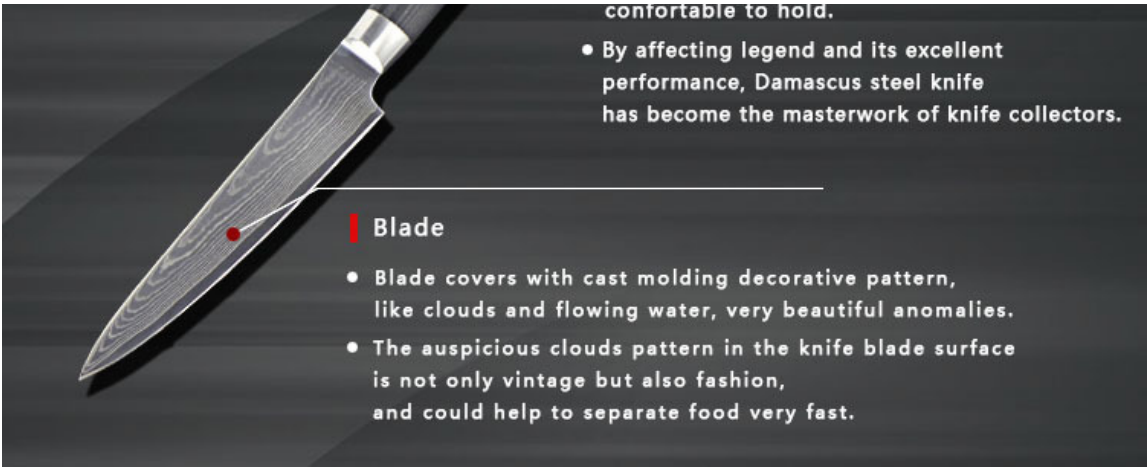 confortable to hold.
• By affecting legend and its excellent
performance, Damascus steel knife
has become the masterwork of knife collectors.
Blade
• Blade covers with cast molding decorative pattern,
like clouds and flowing water, very beautiful anomalies.
• The auspicious clouds pattern in the knife blade surface
is not only vintage but also fashion,
and could help to separate food very fast.